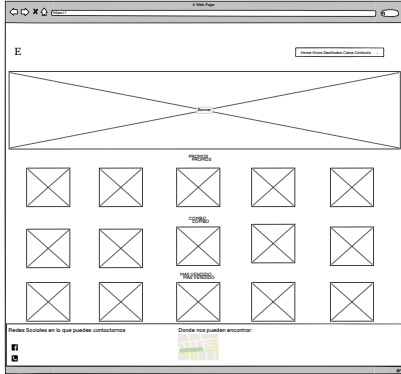 A Web Page
https://
E
Home Vinos Destilados Catas Contacto ...
Banner
PROMOS
PROMOS
COMBO
COMBO
MAS VENDIDO
MAS VENDIDO
Redes Sociales en la que puedes contactarnos
Donde nos pueden encontrar: